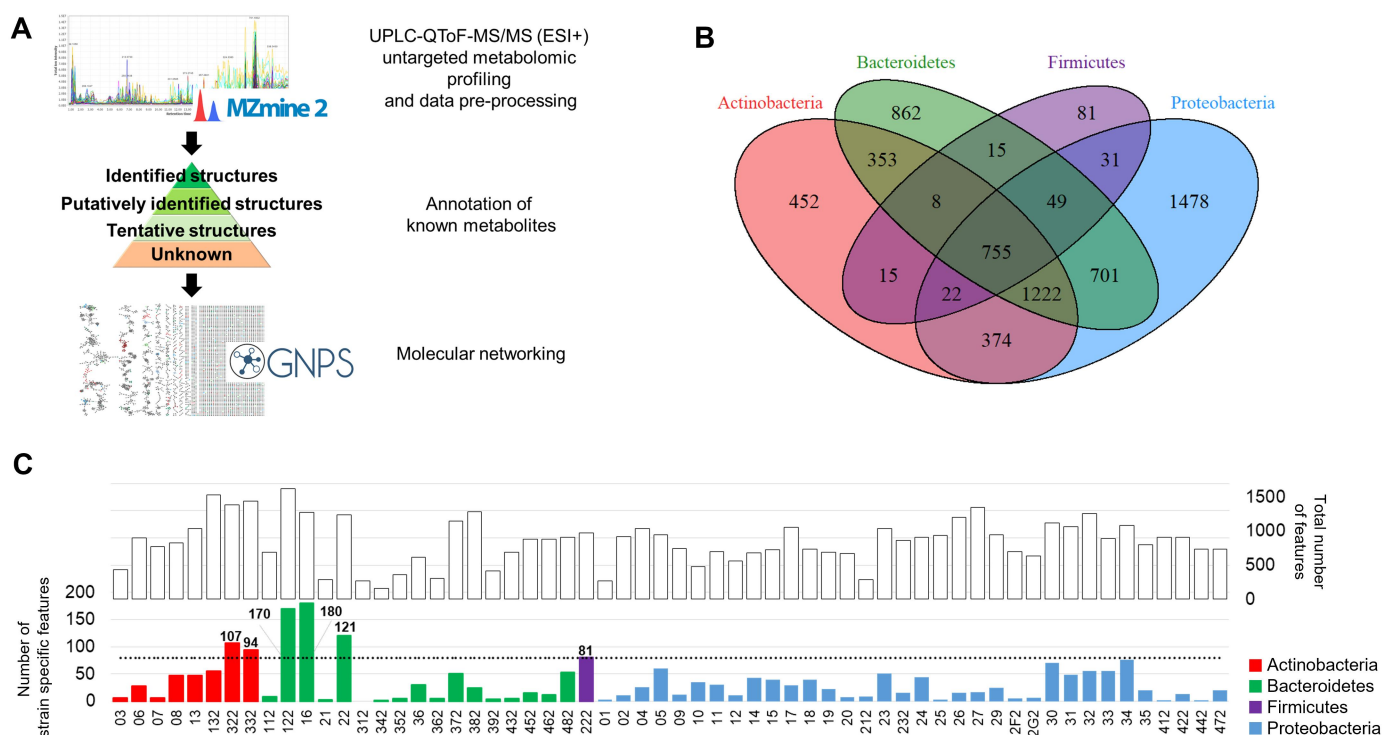 A
UPLC-QToF-MS/MS (ESI+)
untargeted metabolomic
profiling
and data pre-processing
MZmine 2
Identified structures
Putatively identified structures
Tentative structures
Unknown
Annotation of
known metabolites
GNPS
Molecular networking
B
Bacteroidetes
Firmicutes
Actinobacteria
Proteobacteria
862
81
15
353
31
452
8
49
1478
755
15
701
22
1222
374
C
1500
1000
500
0
Total number
of features
200
150
100
50
0
Number of
strain specific features
107
94
170
180
121
81
03 06 07 08 13 132 322 332 112 122 16 21 22 312 342 352 36 362 372 382 392 432 452 462 482 222 01 02 04 05 09 10 11 12 14 15 17 18 19 20 212 23 232 24 25 26 27 29 2F2 2G2 30 31 32 33 34 35 412 422 442 472
Actinobacteria
Bacteroidetes
Firmicutes
Proteobacteria